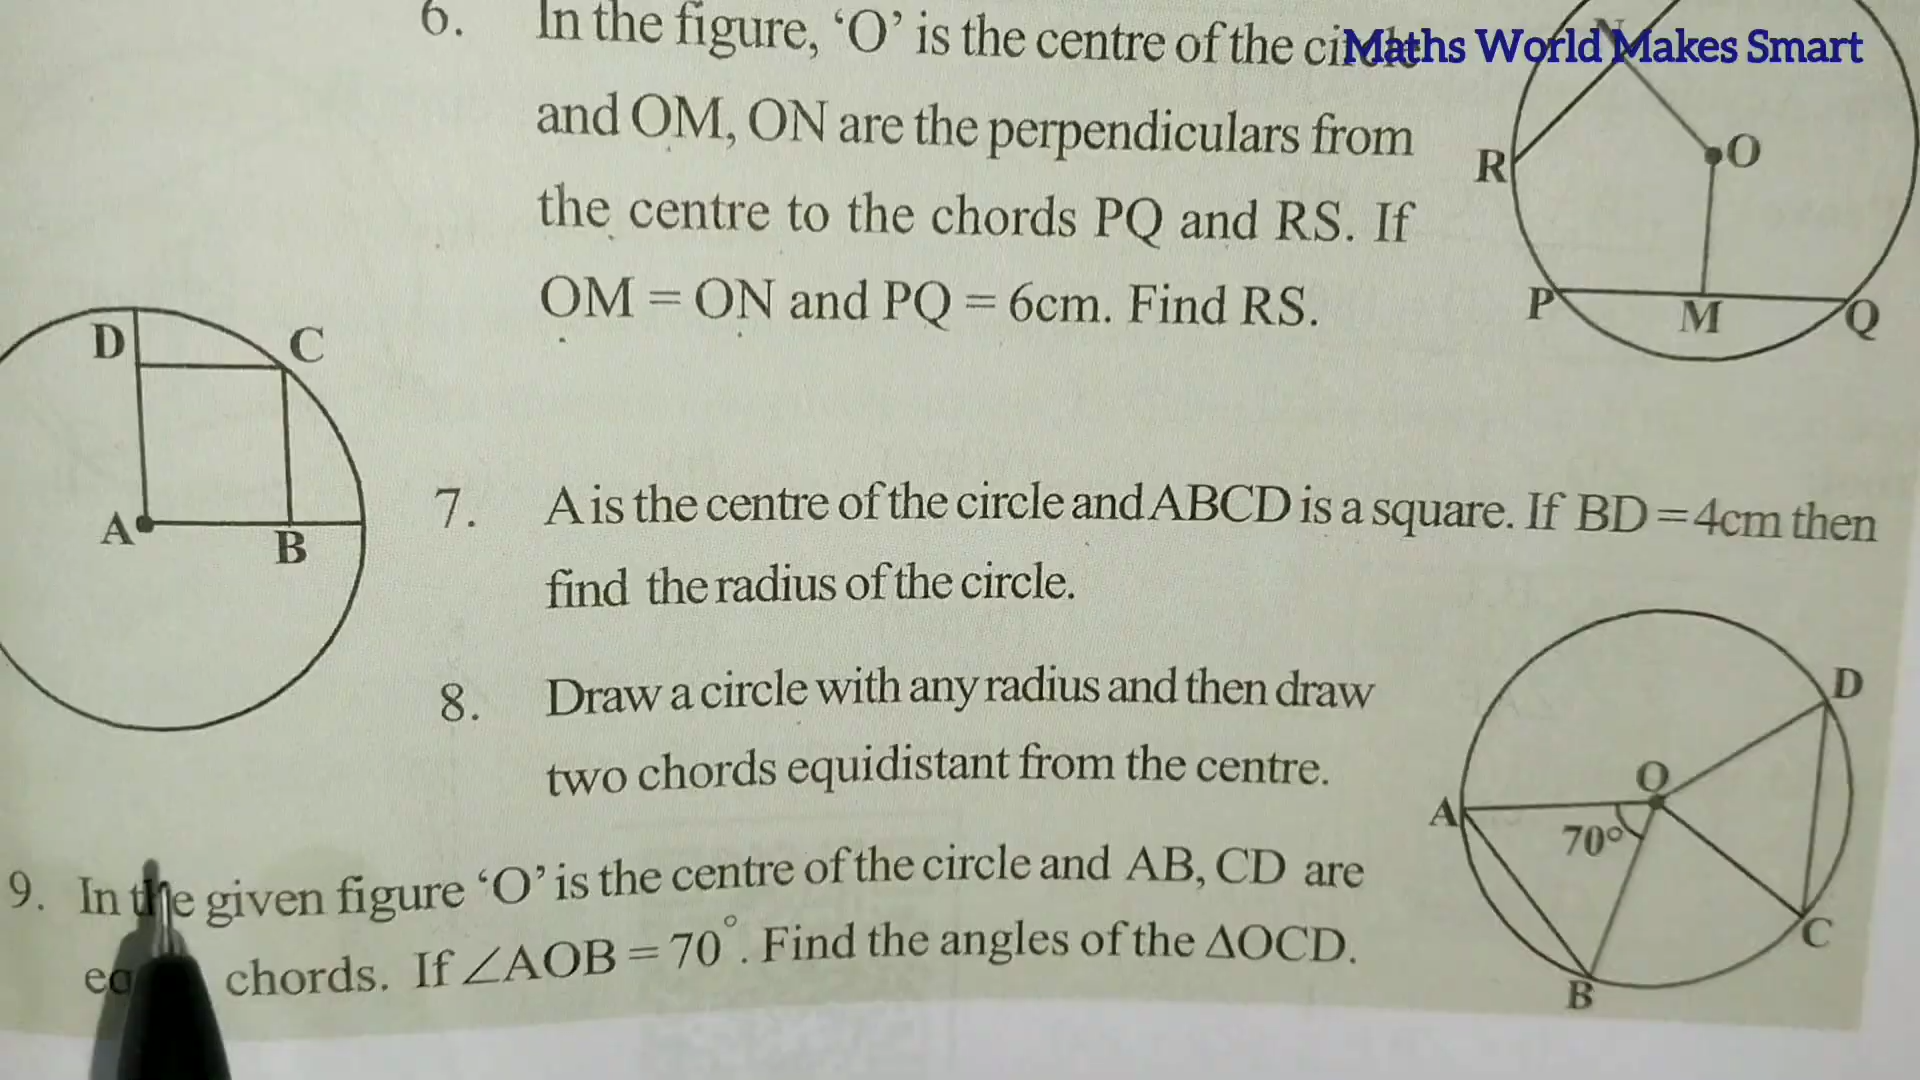 6. In the figure, ‘O’ is the centre of the circle
Maths World Makes Smart
and OM, ON are the perpendiculars from
the centre to the chords PQ and RS. If
OM = ON and PQ = 6cm. Find RS.
N
O
R
P
M
Q
D
C
A
B
7. A is the centre of the circle and ABCD is a square. If BD = 4cm then
find the radius of the circle.
8. Draw a circle with any radius and then draw
two chords equidistant from the centre.
9. In the given figure ‘O’ is the centre of the circle and AB, CD are
chords. If ∠AOB = 70°. Find the angles of the ΔOCD.
D
O
A
70°
C
B